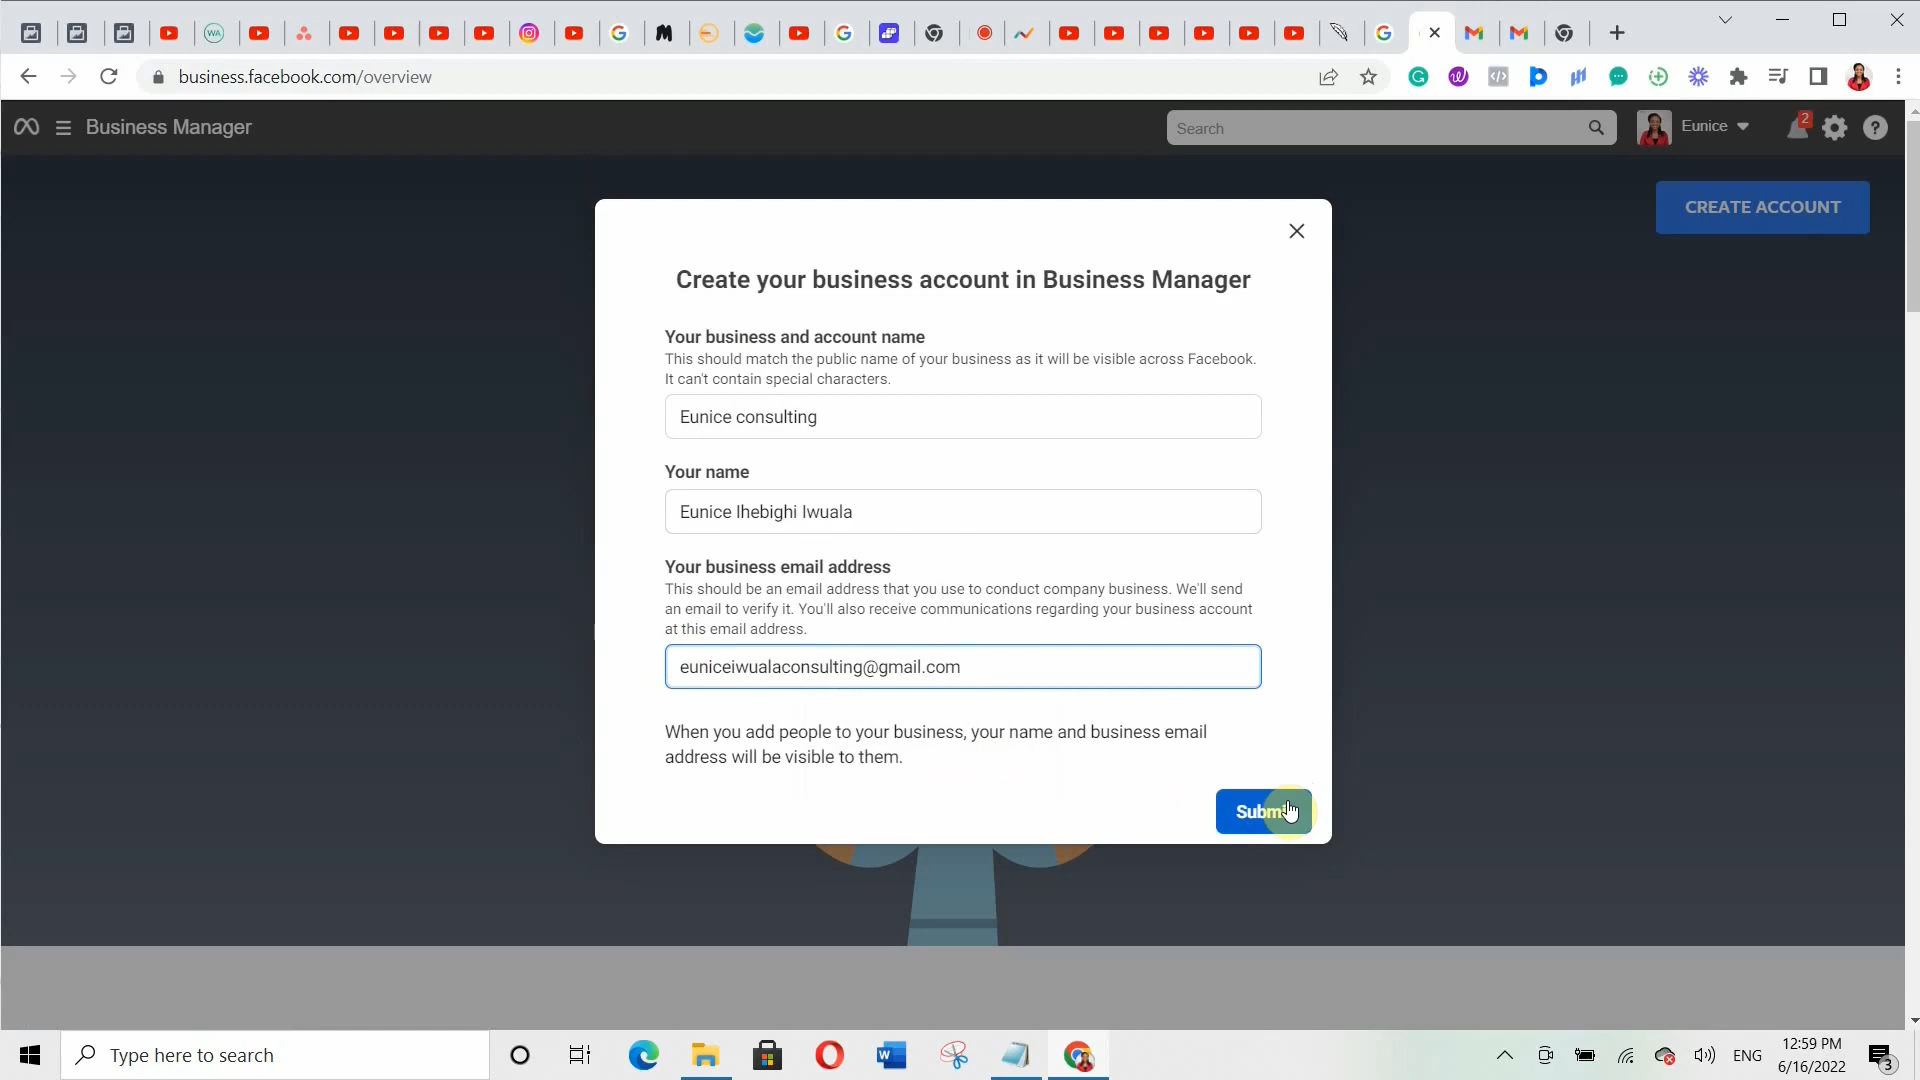 business.facebook.com/overview
Business Manager
Search
Eunice
2
CREATE ACCOUNT
Create your business account in Business Manager
Your business and account name
This should match the public name of your business as it will be visible across Facebook.
It can't contain special characters.
Eunice consulting
Your name
Eunice Ihebighi Iwuala
Your business email address
This should be an email address that you use to conduct company business. We'll send
an email to verify it. You'll also receive communications regarding your business account
at this email address.
euniceiwualaconsulting@gmail.com
When you add people to your business, your name and business email
address will be visible to them.
Submit
Type here to search
ENG
12:59 PM
6/16/2022
3